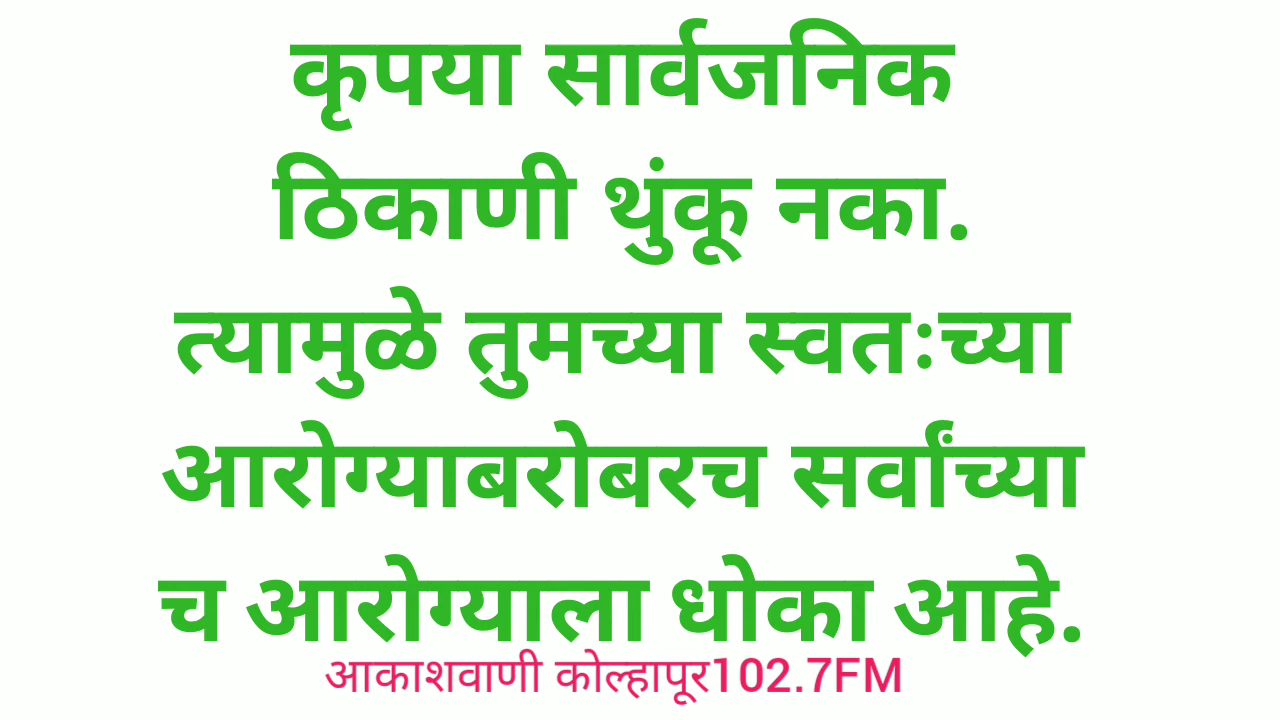 कृपया सार्वजनिक
ठिकाणी थुंकू नका.
त्यामुळे तुमच्या स्वतःच्या
आरोग्याबरोबरच सर्वांच्या
च आरोग्याला धोका आहे.
आकाशवाणी कोल्हापूर102.7FM